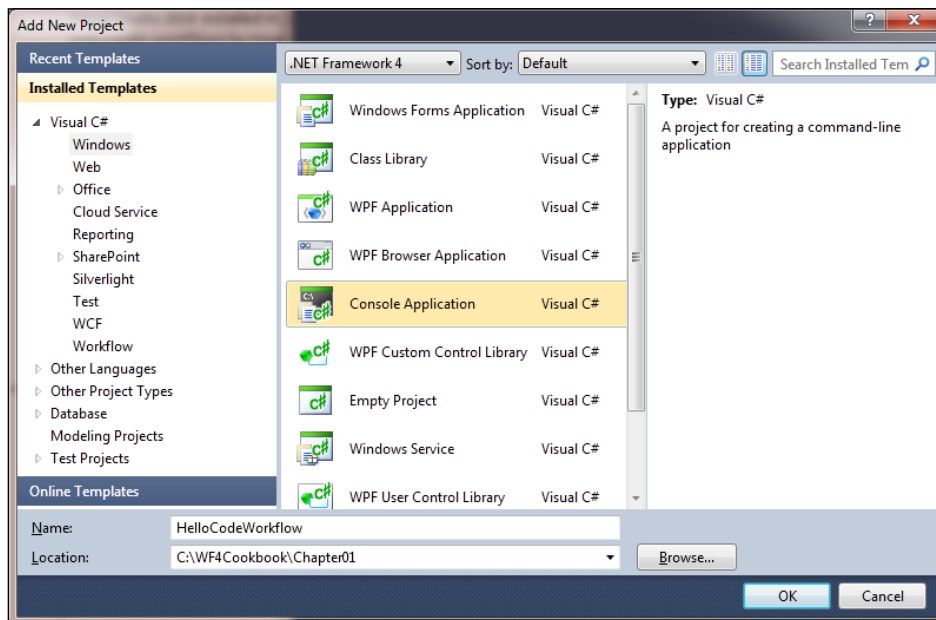 Add New Project
Recent Templates
Installed Templates
Visual C#
Windows
Web
Office
Cloud Service
Reporting
SharePoint
Silverlight
Test
WCF
Workflow
Other Languages
Other Project Types
Database
Modeling Projects
Test Projects
Online Templates
.NET Framework 4 Sort by: Default Search Installed Tem
Windows Forms Application Visual C#
Class Library Visual C#
WPF Application Visual C#
WPF Browser Application Visual C#
Console Application Visual C#
WPF Custom Control Library Visual C#
Empty Project Visual C#
Windows Service Visual C#
WPF User Control Library Visual C#
Type: Visual C#
A project for creating a command-line
application
Name: HelloCodeWorkflow
Location: C:\WF4Cookbook\Chapter01 Browse...
OK Cancel